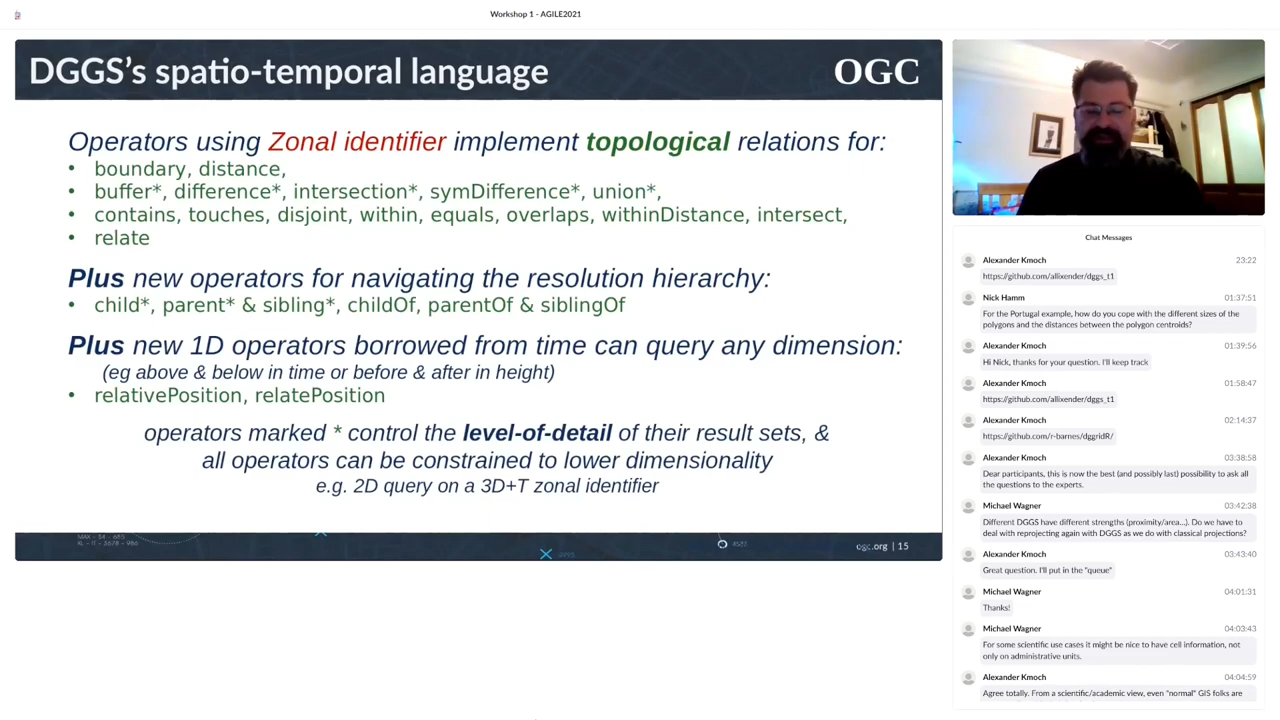 Workshop 1 - AGILE2021
DGGS's spatio-temporal language
OGC
Operators using Zonal identifier implement topological relations for:
• boundary, distance,
• buffer*, difference*, intersection*, symDifference*, union*,
• contains, touches, disjoint, within, equals, overlaps, withinDistance, intersect,
• relate
Plus new operators for navigating the resolution hierarchy:
• child*, parent* & sibling*, childOf, parentOf & siblingOf
Plus new 1D operators borrowed from time can query any dimension:
(eg above & below in time or before & after in height)
• relativePosition, relatePosition
operators marked * control the level-of-detail of their result sets, &
all operators can be constrained to lower dimensionality
e.g. 2D query on a 3D+T zonal identifier
ogc.org | 15
Chat Messages
Alexander Kmoch 23:22
https://github.com/allixender/dggs_t1
Nick Hamm 01:37:51
For the Portugal example, how do you cope with the different sizes of the
polygons and the distances between the polygon centroids?
Alexander Kmoch 01:39:56
Hi Nick, thanks for your question. I'll keep track
Alexander Kmoch 01:58:47
https://github.com/allixender/dggs_t1
Alexander Kmoch 02:14:37
https://github.com/r-barnes/dggridR/
Alexander Kmoch 03:38:58
Dear participants, this is now the best (and possibly last) possibility to ask all
the questions to the experts.
Michael Wagner 03:42:38
Different DGGS have different strengths (proximity/area...). Do we have to
deal with reprojecting again with DGGS as we do with classical projections?
Alexander Kmoch 03:43:40
Great question. I'll put in the "queue"
Michael Wagner 04:01:31
Thanks!
Michael Wagner 04:03:43
For some scientific use cases it might be nice to have cell information, not
only on administrative units.
Alexander Kmoch 04:04:59
Agree totally. From a scientific/academic view, even "normal" GIS folks are